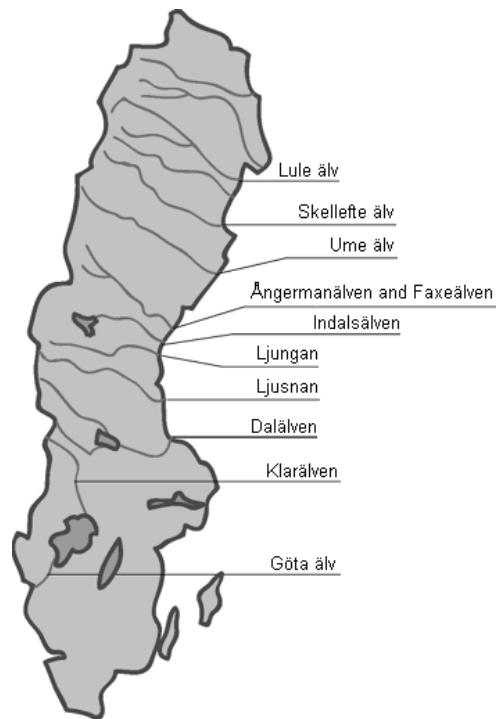 Lule älv
Skellefte älv
Ume älv
Ångermanälven and Faxeälven
Indalsälven
Ljungan
Ljusnan
Dalälven
Klarälven
Göta älv